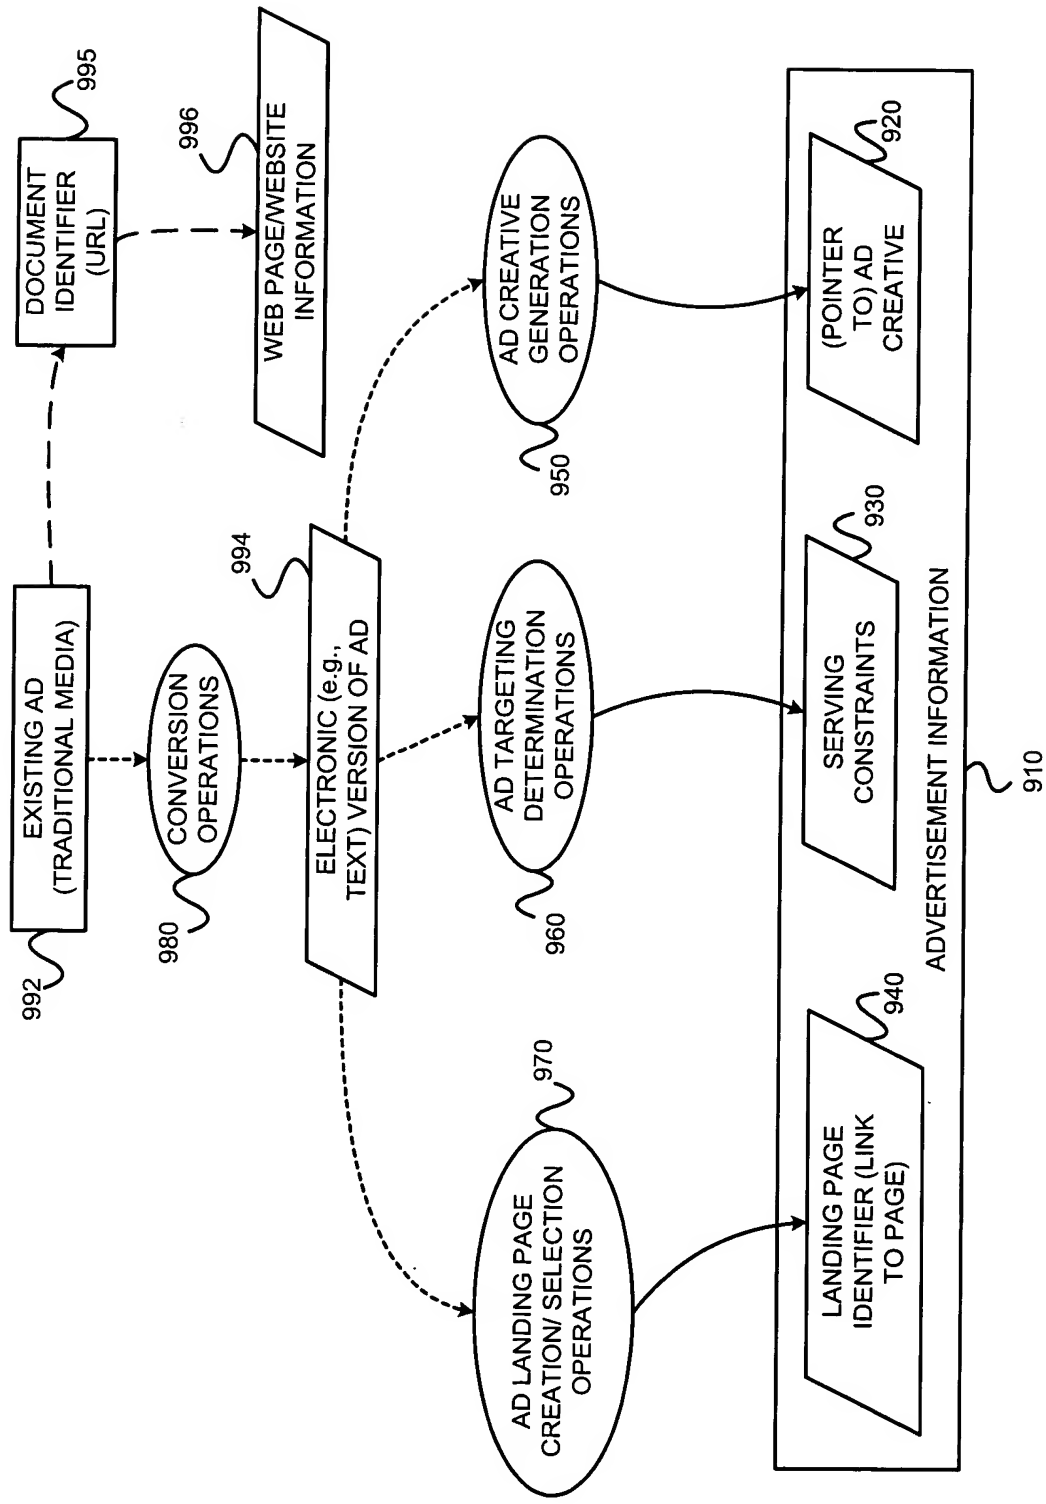 992
EXISTING AD
(TRADITIONAL MEDIA)
DOCUMENT
IDENTIFIER
(URL)
995
980
CONVERSION
OPERATIONS
996
WEB PAGE/WEBSITE
INFORMATION
994
ELECTRONIC (e.g.,
TEXT) VERSION OF AD
970
AD LANDING PAGE
CREATION/ SELECTION
OPERATIONS
960
AD TARGETING
DETERMINATION
OPERATIONS
950
AD CREATIVE
GENERATION
OPERATIONS
LANDING PAGE
IDENTIFIER (LINK
TO PAGE)
940
SERVING
CONSTRAINTS
930
(POINTER
TO) AD
CREATIVE
920
ADVERTISEMENT INFORMATION
910